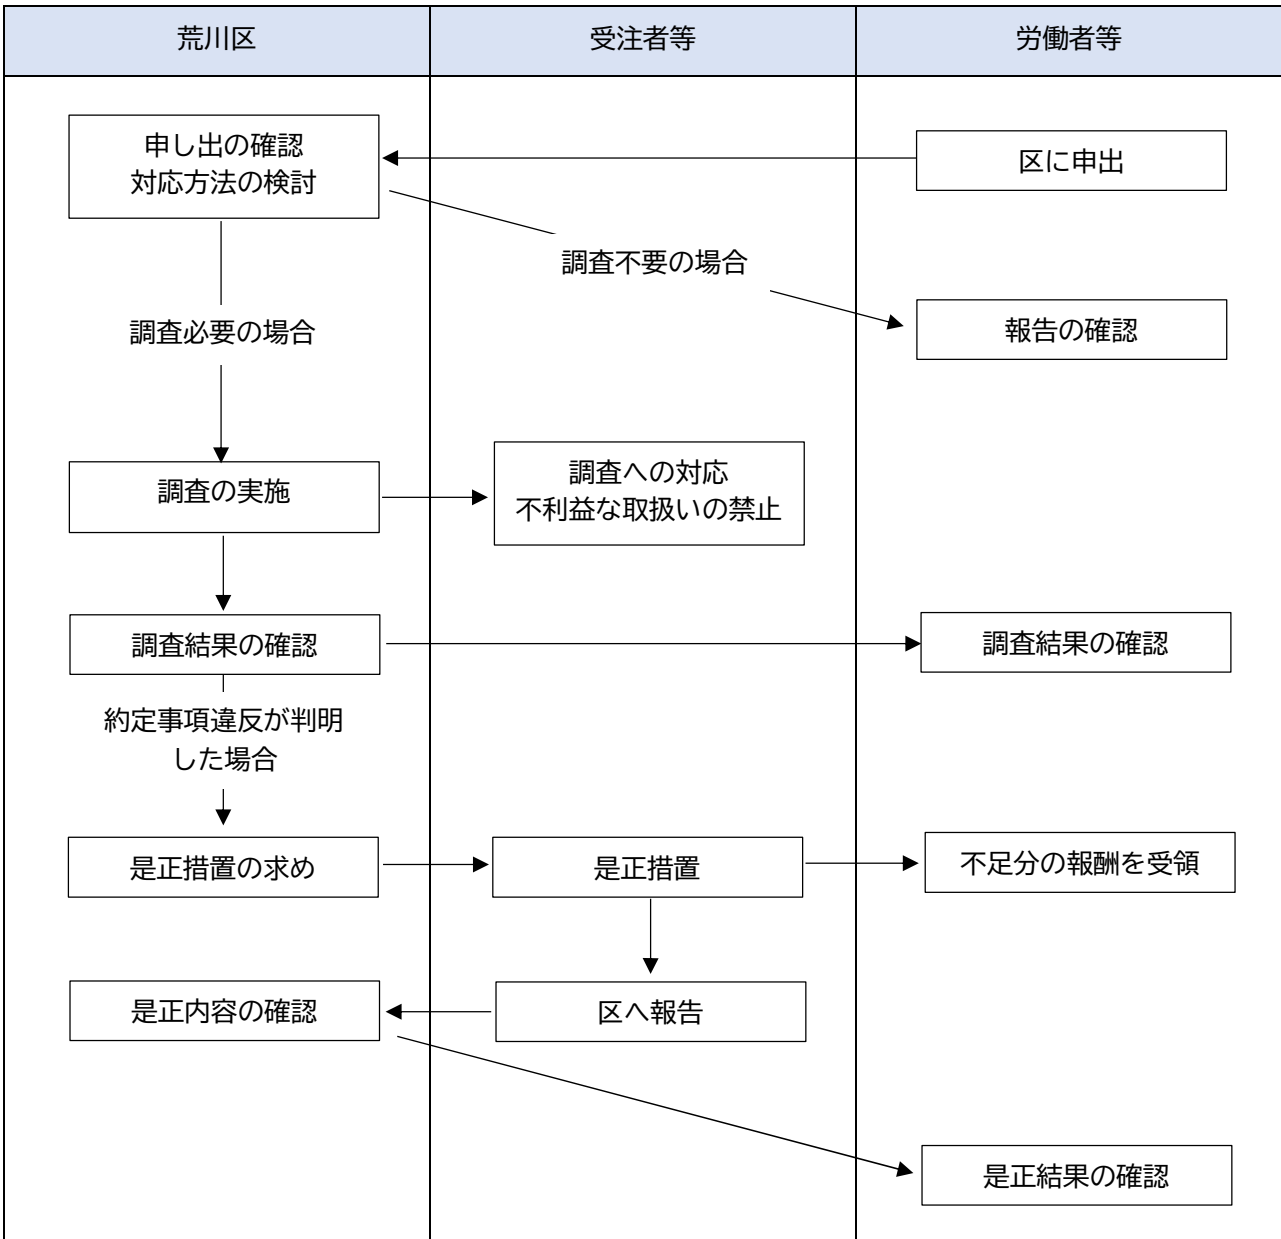 荒川区
受注者等
労働者等
申し出の確認
対応方法の検討
区に申出
調査不要の場合
調査必要の場合
報告の確認
調査の実施
調査への対応
不利益な取扱いの禁止
調査結果の確認
調査結果の確認
約定事項違反が判明
した場合
是正措置の求め
是正措置
不足分の報酬を受領
是正内容の確認
区へ報告
是正結果の確認